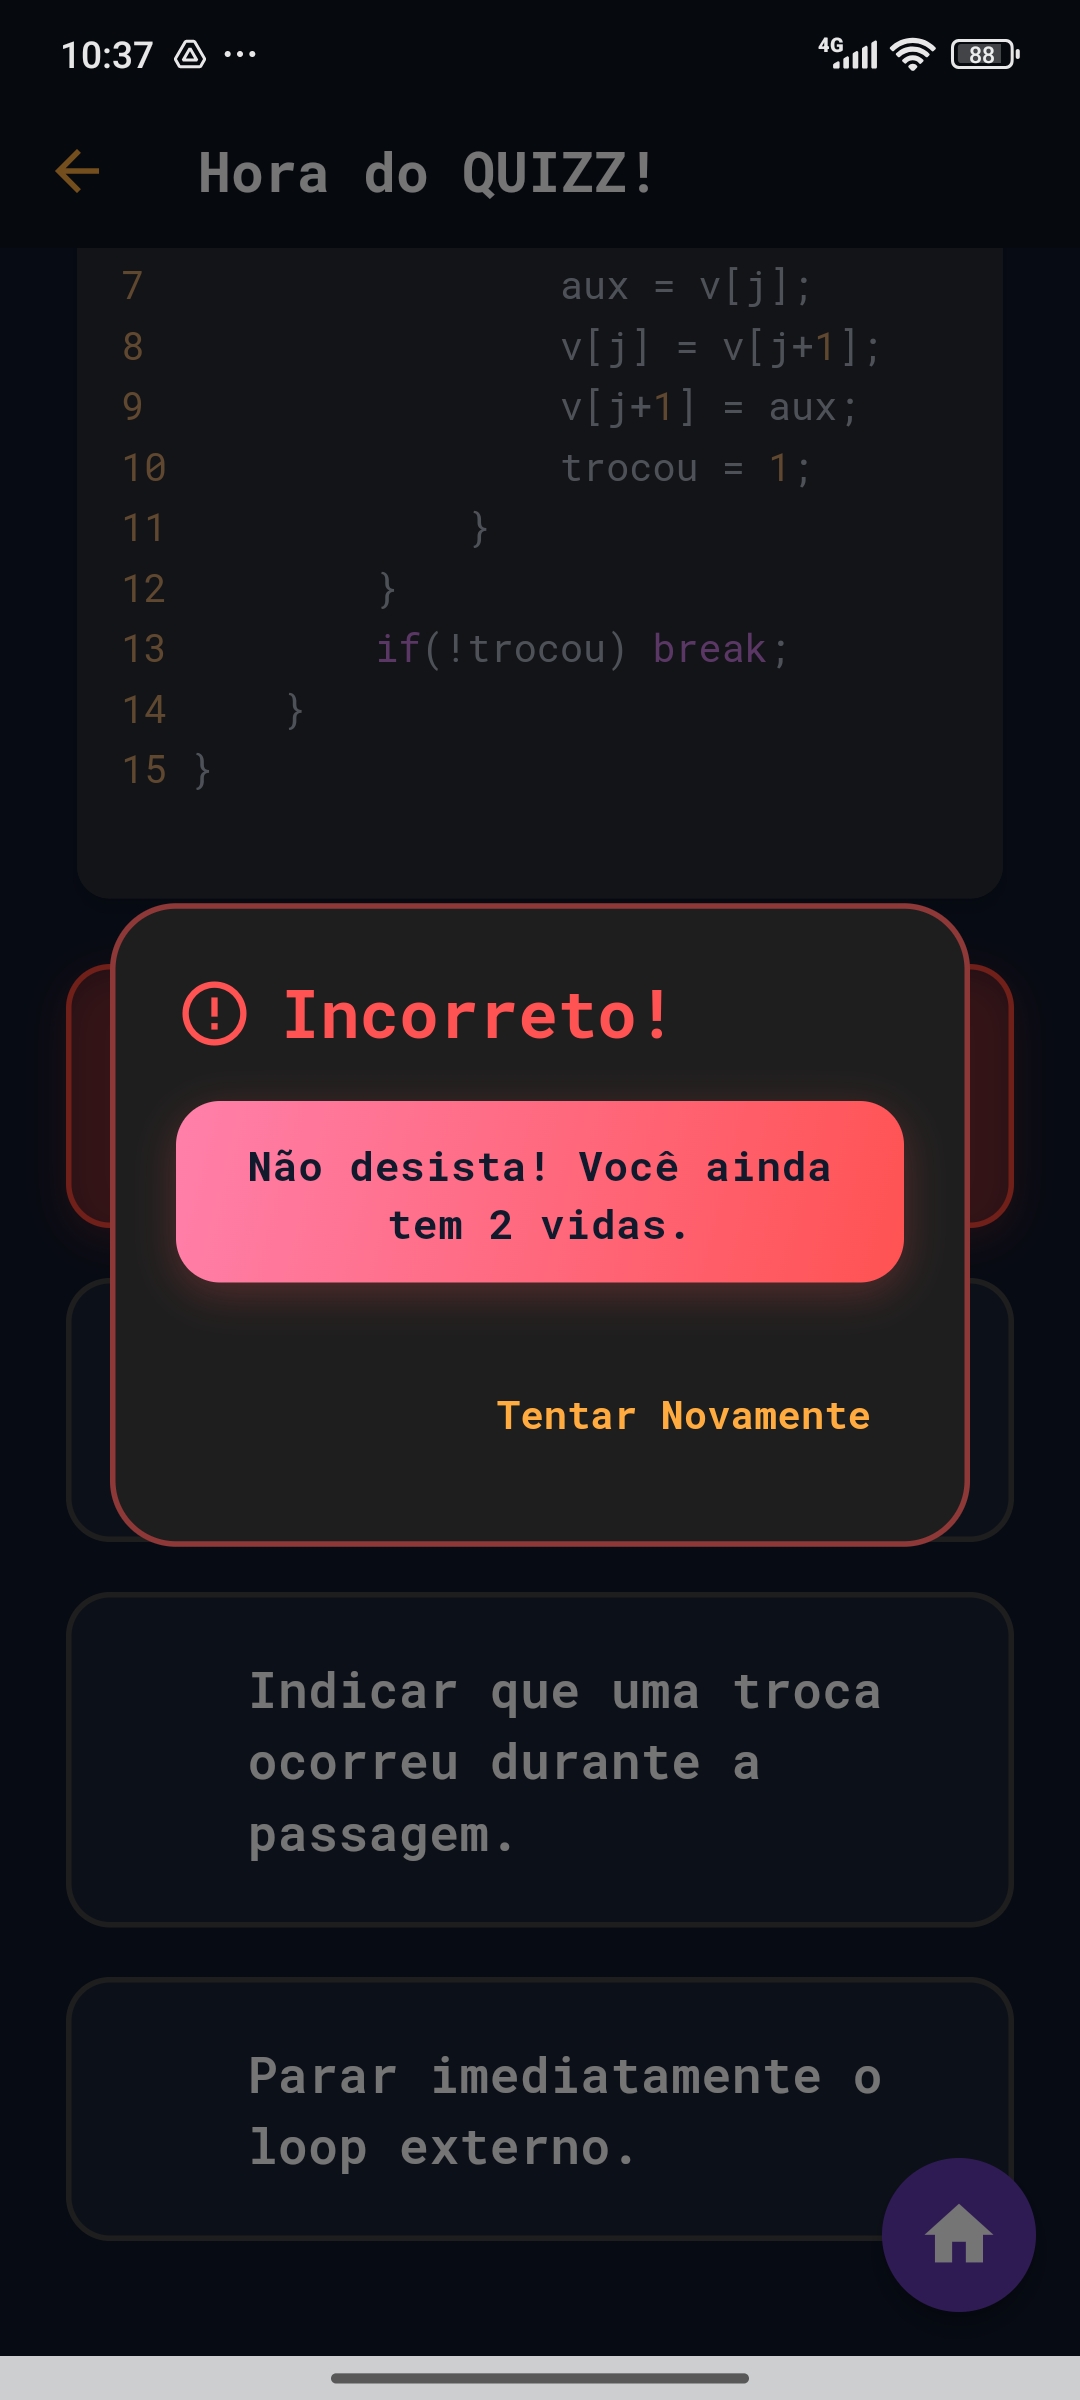 10:37
4G
88
Hora do QUIZZ!
7 aux = v[j];
8 v[j] = v[j+1];
9 v[j+1] = aux;
10 trocou = 1;
11 }
12 }
13 if(!trocou) break;
14 }
15 }
Incorreto!
Não desista! Você ainda
tem 2 vidas.
Tentar Novamente
Indicar que uma troca
ocorreu durante a
passagem.
Parar imediatamente o
loop externo.